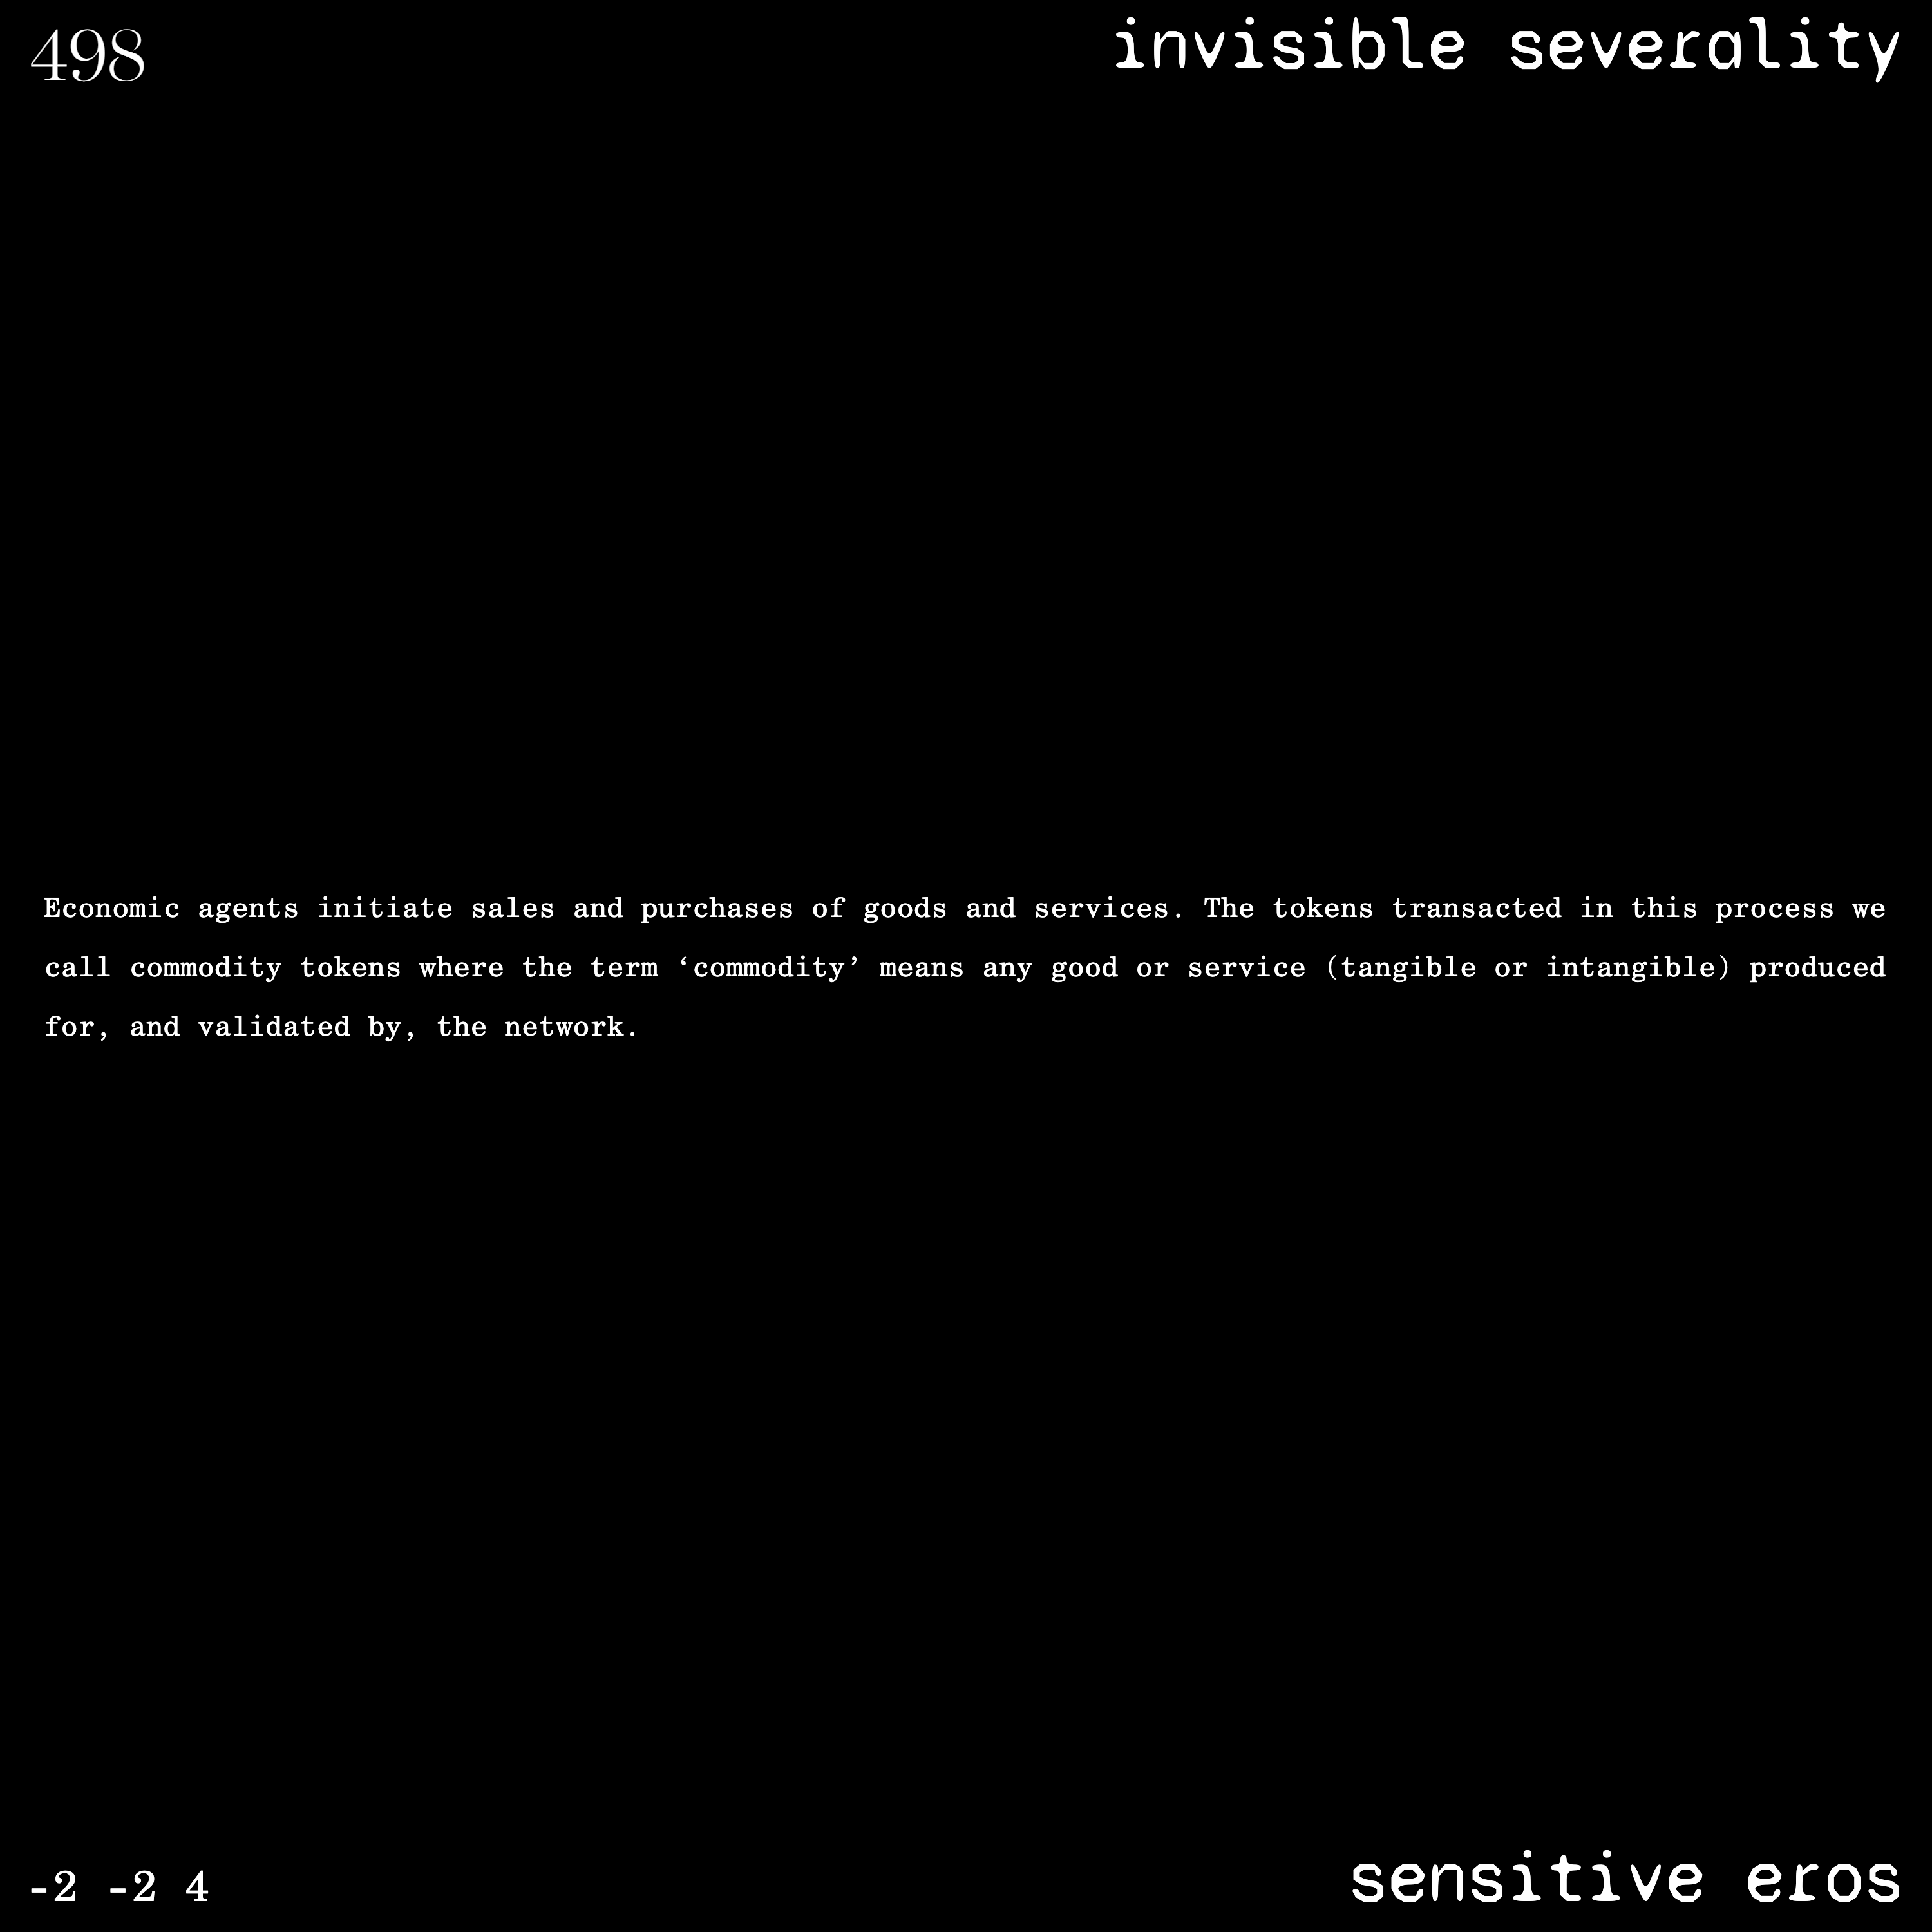 498
invisible severality
Economic agents initiate sales and purchases of goods and services. The tokens transacted in this process we
call commodity tokens where the term ‘commodity’ means any good or service (tangible or intangible) produced
for, and validated by, the network.
-2 -2 4
sensitive eros